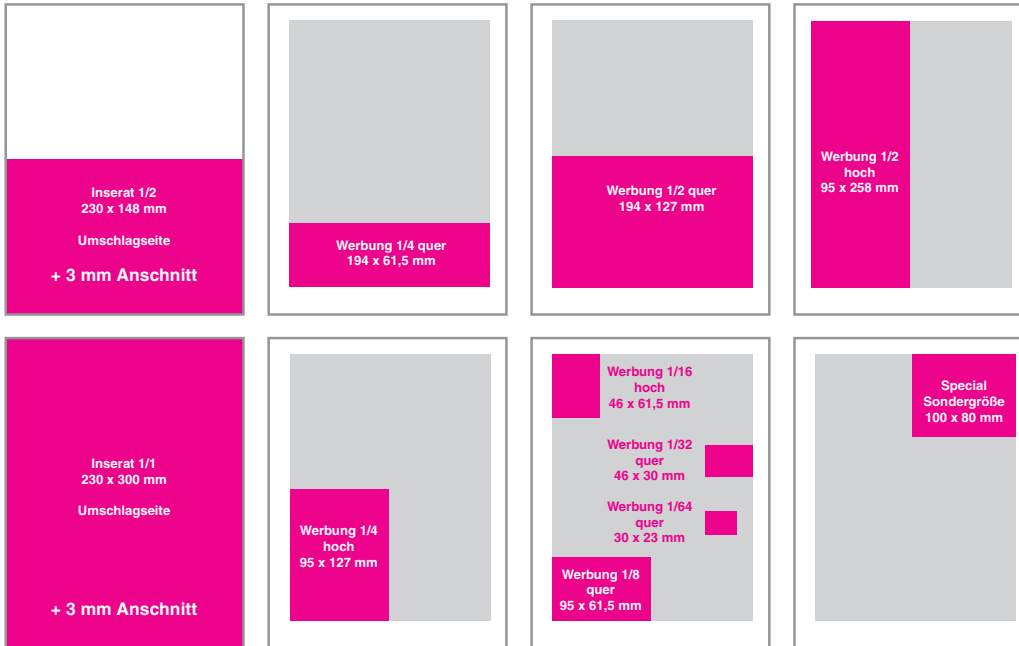 Inserat 1/2
230 x 148 mm
Umschlagseite
+ 3 mm Anschnitt
Werbung 1/4 quer
194 x 61,5 mm
Werbung 1/2 quer
194 x 127 mm
Werbung 1/2
hoch
95 x 258 mm
Inserat 1/1
230 x 300 mm
Umschlagseite
+ 3 mm Anschnitt
Werbung 1/4
hoch
95 x 127 mm
Werbung 1/16
hoch
46 x 61,5 mm
Werbung 1/32
quer
46 x 30 mm
Werbung 1/64
quer
30 x 23 mm
Werbung 1/8
quer
95 x 61,5 mm
Special
Sondergröße
100 x 80 mm